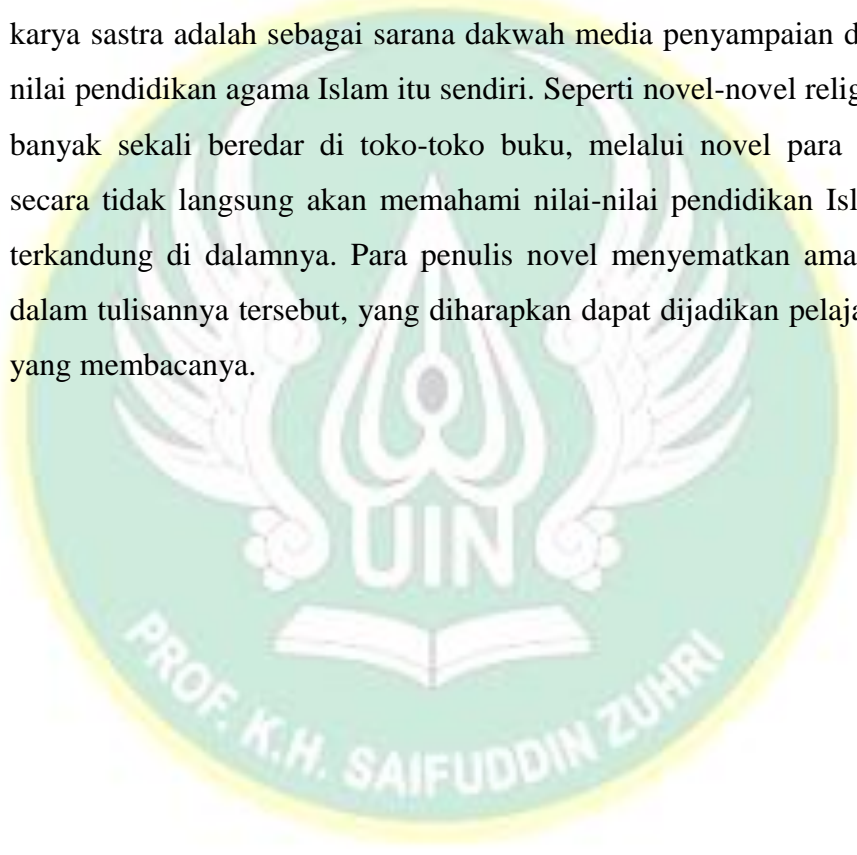 karya sastra adalah sebagai sarana dakwah media penyampaian d
nilai pendidikan agama Islam itu sendiri. Seperti novel-novel relig
banyak sekali beredar di toko-toko buku, melalui novel para
secara tidak langsung akan memahami nilai-nilai pendidikan Isl
terkandung di dalamnya. Para penulis novel menyematkan ama
dalam tulisannya tersebut, yang diharapkan dapat dijadikan pelaja
yang membacanya.
UIN
PROF. K.H. SAIFUDDIN ZUHRI